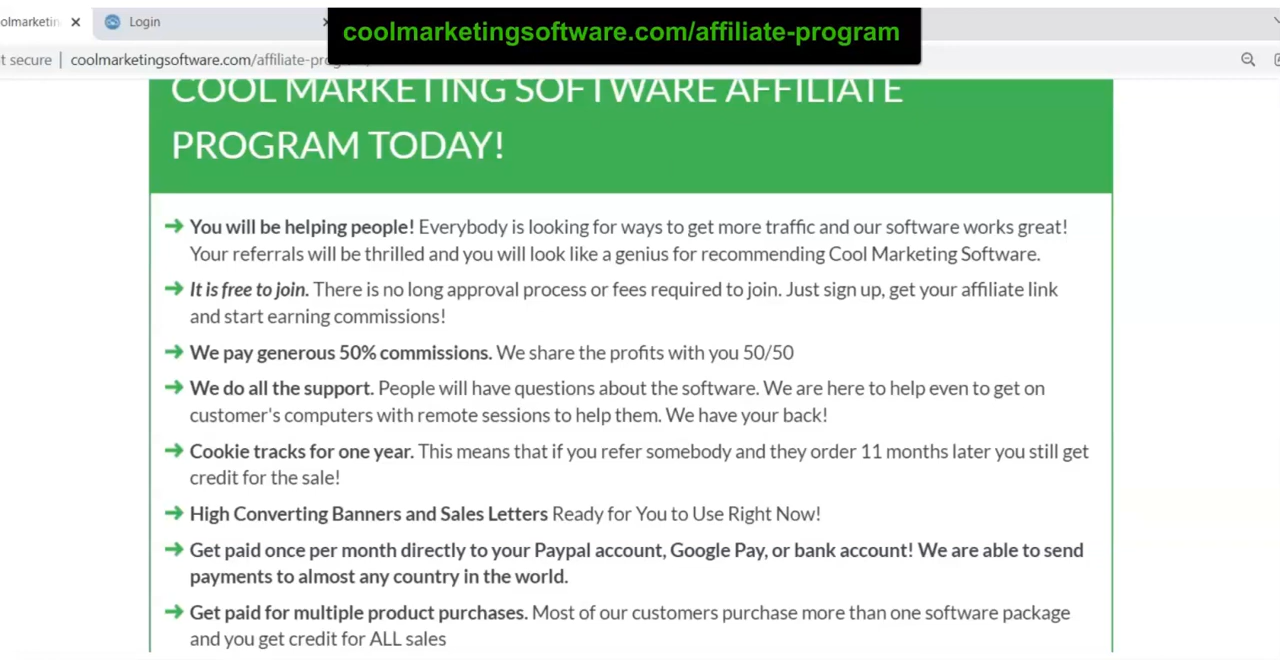 olmarketin
Login
coolmarketingsoftware.com/affiliate-program
t secure | coolmarketingsoftware.com/affiliate-pr
COOL MARKETING SOFTWARE AFFILIATE
PROGRAM TODAY!
You will be helping people! Everybody is looking for ways to get more traffic and our software works great!
Your referrals will be thrilled and you will look like a genius for recommending Cool Marketing Software.
It is free to join. There is no long approval process or fees required to join. Just sign up, get your affiliate link
and start earning commissions!
We pay generous 50% commissions. We share the profits with you 50/50
We do all the support. People will have questions about the software. We are here to help even to get on
customer's computers with remote sessions to help them. We have your back!
Cookie tracks for one year. This means that if you refer somebody and they order 11 months later you still get
credit for the sale!
High Converting Banners and Sales Letters Ready for You to Use Right Now!
Get paid once per month directly to your Paypal account, Google Pay, or bank account! We are able to send
payments to almost any country in the world.
Get paid for multiple product purchases. Most of our customers purchase more than one software package
and you get credit for ALL sales